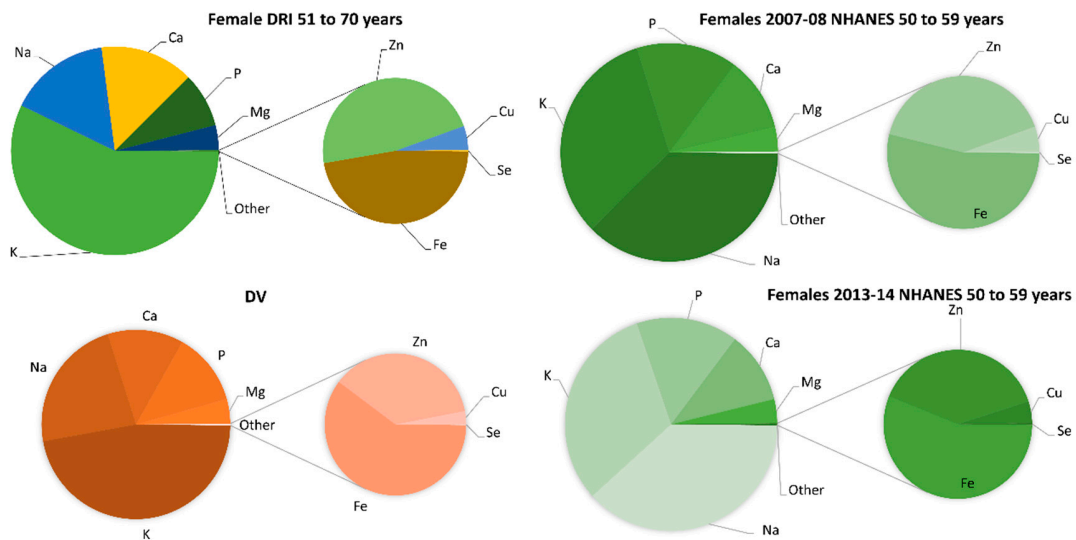 Female DRI 51 to 70 years
Na
Ca
P
Mg
Other
K
Zn
Cu
Se
Fe
Females 2007-08 NHANES 50 to 59 years
P
Ca
K
Mg
Other
Na
Zn
Cu
Se
Fe
DV
Ca
Na
P
Mg
Other
K
Zn
Cu
Se
Fe
Females 2013-14 NHANES 50 to 59 years
P
Ca
K
Mg
Other
Na
Zn
Cu
Se
Fe